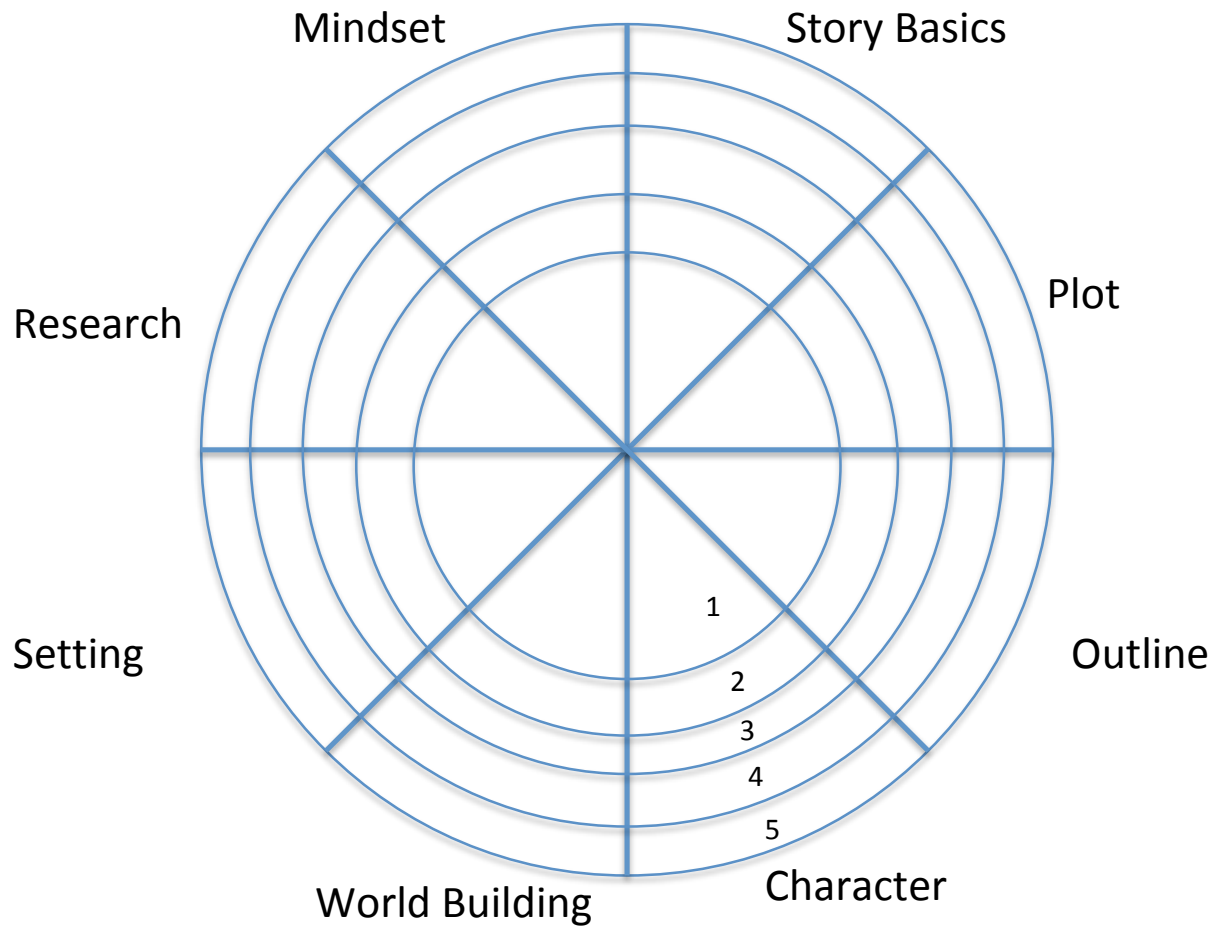 Mindset
Story Basics
Plot
Research
1
Setting
Outline
2
3
4
5
Character
World Building